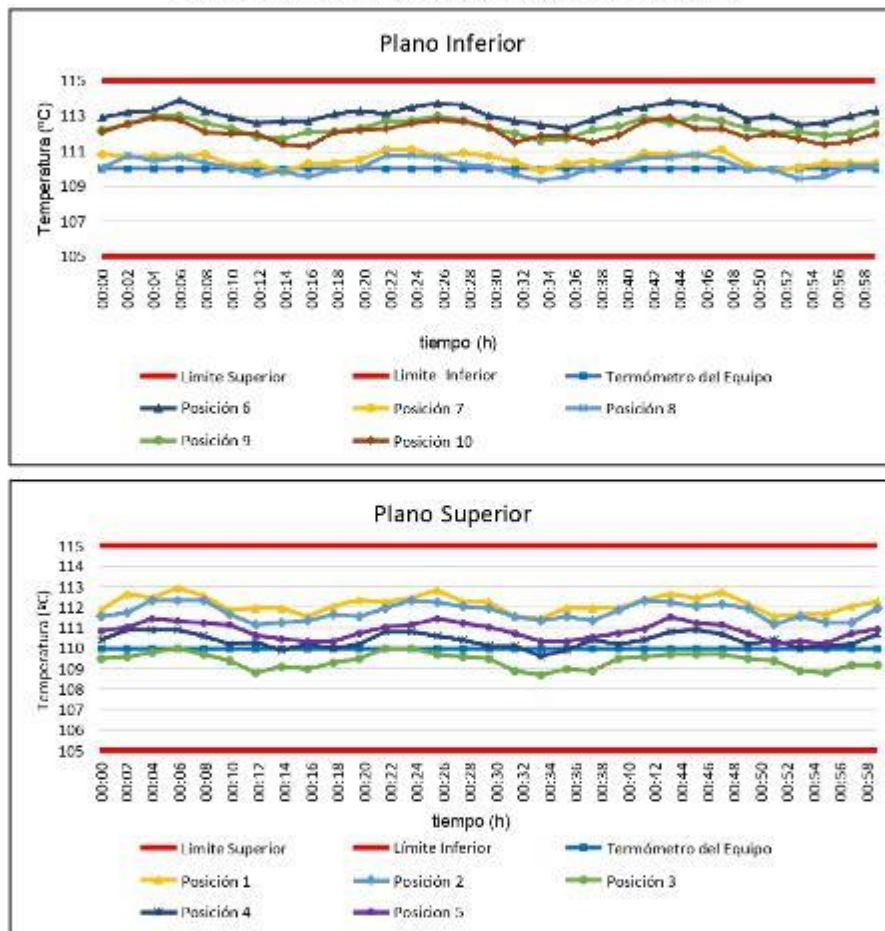 Plano Inferior
Temperatura (°C)
115
113
111
109
107
105
00:00 00:02 00:04 00:06 00:08 00:10 00:12 00:14 00:16 00:18 00:20 00:22 00:24 00:26 00:28 00:30 00:32 00:34 00:36 00:38 00:40 00:42 00:44 00:46 00:48 00:50 00:52 00:54 00:56 00:58
tiempo (h)
Limite Superior Limite Inferior Termómetro del Equipo
Posición 6 Posición 7 Posición 8
Posición 9 Posición 10
Plano Superior
Temperatura (ºC)
115
114
113
112
111
110
109
108
107
106
105
00:00 00:02 00:04 00:06 00:08 00:10 00:12 00:14 00:16 00:18 00:20 00:22 00:24 00:26 00:28 00:30 00:32 00:34 00:36 00:38 00:40 00:42 00:44 00:46 00:48 00:50 00:52 00:54 00:56 00:58
tiempo (h)
Limite Superior Límite Inferior Termómetro del Equipo
Posición 1 Posición 2 Posición 3
Posición 4 Posicion 5